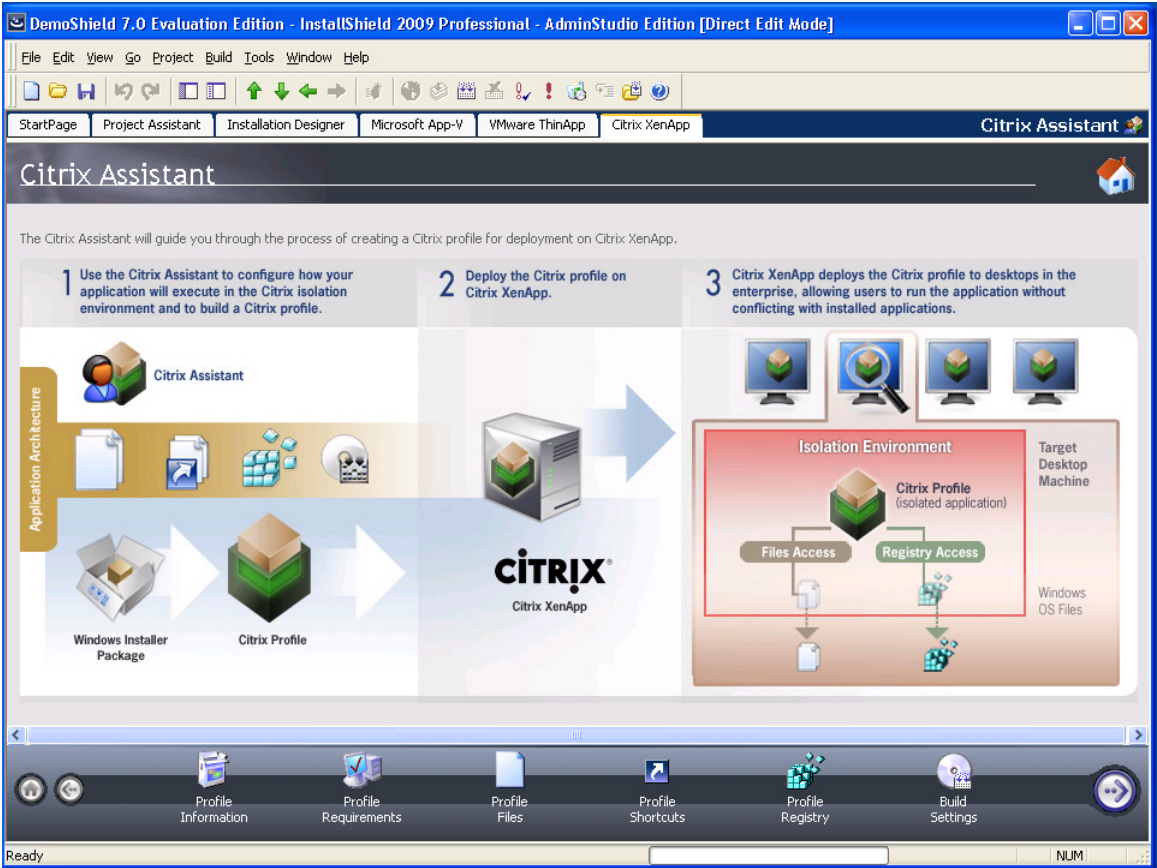 DemoShield 7.0 Evaluation Edition - InstallShield 2009 Professional - AdminStudio Edition [Direct Edit Mode]
File Edit View Go Project Build Tools Window Help
StartPage Project Assistant Installation Designer Microsoft App-V VMware ThinApp Citrix XenApp Citrix Assistant
Citrix Assistant
The Citrix Assistant will guide you through the process of creating a Citrix profile for deployment on Citrix XenApp.
1 Use the Citrix Assistant to configure how your
application will execute in the Citrix isolation
environment and to build a Citrix profile.
2 Deploy the Citrix profile on
Citrix XenApp.
3 Citrix XenApp deploys the Citrix profile to desktops in the
enterprise, allowing users to run the application without
conflicting with installed applications.
Citrix Assistant
Application Architecture
Windows Installer
Package
Citrix Profile
CITRIX
Citrix XenApp
Isolation Environment
Citrix Profile
(isolated application)
Files Access
Registry Access
Target
Desktop
Machine
Windows
OS Files
Profile
Information
Profile
Requirements
Profile
Files
Profile
Shortcuts
Profile
Registry
Build
Settings
Ready
NUM